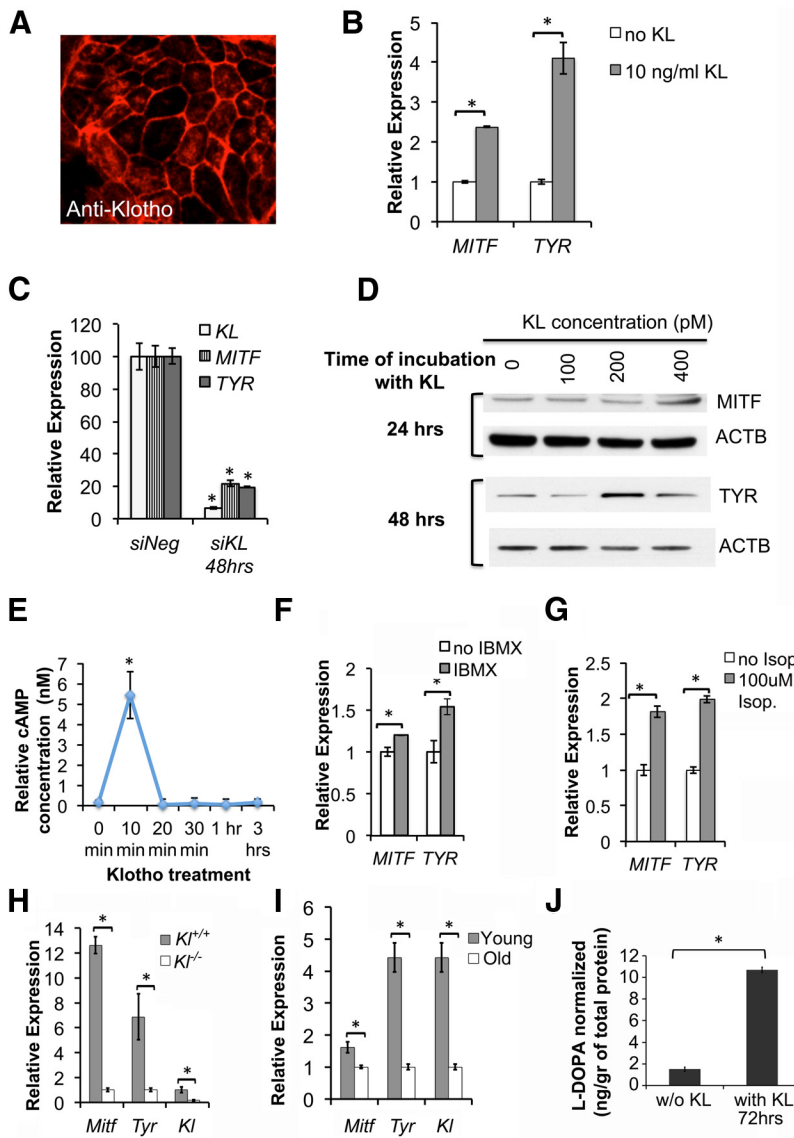 A
Anti-Klotho
B
Relative Expression
5
4
3
2
1
0
*
*
MITF
TYR
no KL
10 ng/ml KL
C
Relative Expression
120
100
80
60
40
20
0
KL
MITF
TYR
* * *
siNeg
siKL
48hrs
D
KL concentration (pM)
Time of incubation
with KL
0
100
200
400
24 hrs
MITF
ACTB
48 hrs
TYR
ACTB
E
Relative cAMP
concentration (nM)
7
6
5
4
3
2
1
0
*
0 10 20 30 1 hr 3
min min min min hrs
Klotho treatment
F
no IBMX
IBMX
Relative Expression
2
1.5
1
0.5
0
*
*
MITF TYR
G
no Isop
100uM
Isop.
Relative Expression
2.5
2
1.5
1
0.5
0
*
*
MITF TYR
H
Relative Expression
14
12
10
8
6
4
2
0
*
*
*
Kl+/+
Kl-/-
Mitf Tyr Kl
I
Relative Expression
6
5
4
3
2
1
0
*
*
*
Young
Old
Mitf Tyr Kl
J
L-DOPA normalized
(ng/gr of total protein)
12
10
8
6
4
2
0
*
w/o KL
with KL
72hrs